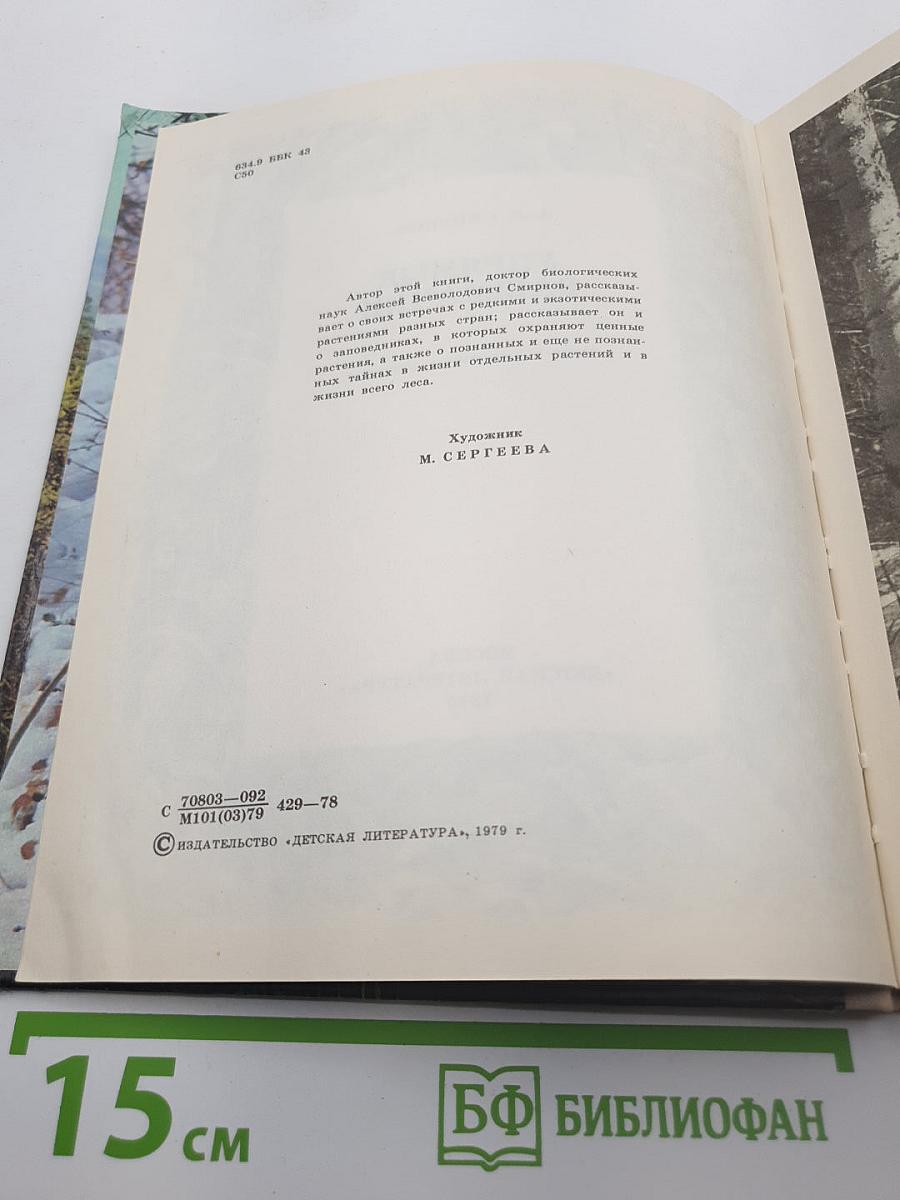 634.9 ББК 43
С50
Автор этой книги, доктор биологических
наук Алексей Всеволодович Смирнов, рассказы-
вает о своих встречах с редкими и экзотическими
растениями разных стран; рассказывает он и
о заповедниках, в которых охраняют ценные
растения, а также о познанных и еще не познан-
ных тайнах в жизни отдельных растений и в
жизни всего леса.
Художник
М. СЕРГЕЕВА
С 70803—092
М101(03)79 429—78
© ИЗДАТЕЛЬСТВО «ДЕТСКАЯ ЛИТЕРАТУРА», 1979 г.
15 см
БФ БИБЛИОФАН